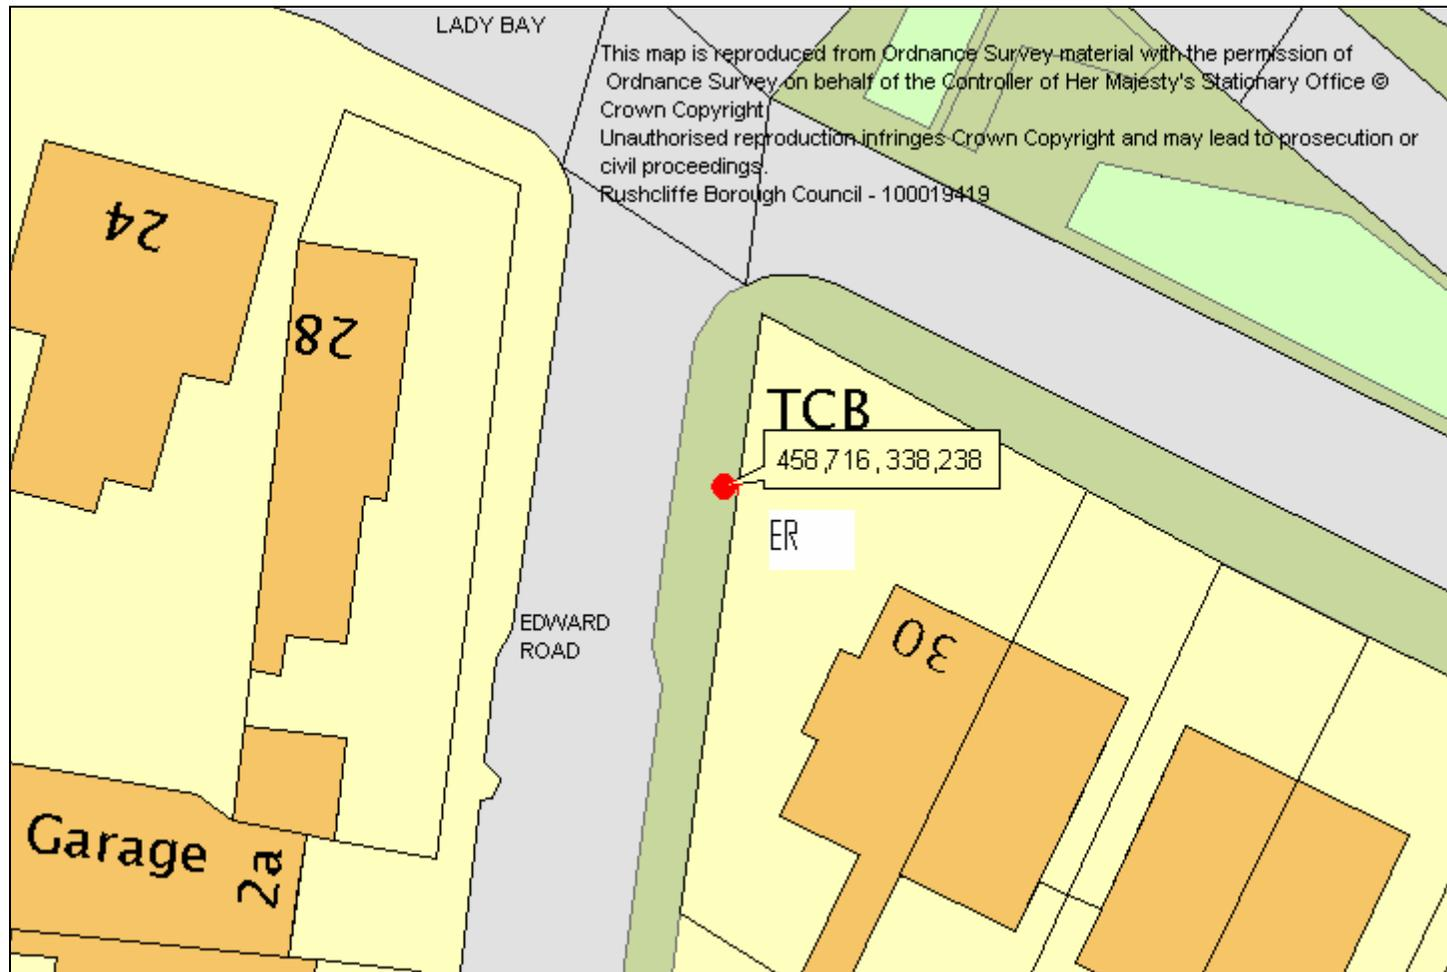 LADY BAY
This map is reproduced from Ordnance Survey material with the permission of
Ordnance Survey on behalf of the Controller of Her Majesty's Stationary Office ©
Crown Copyright
Unauthorised reproduction infringes Crown Copyright and may lead to prosecution or
civil proceedings.
Rushcliffe Borough Council - 100019419
24
28
TCB
458,716,338,238
ER
EDWARD
ROAD
30
Garage
2a